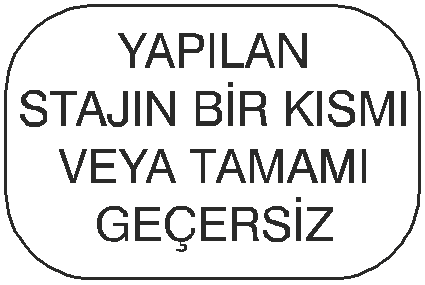 YAPILAN
STAJIN BİR KISMI
VEYA TAMAMI
GEÇERSİZ